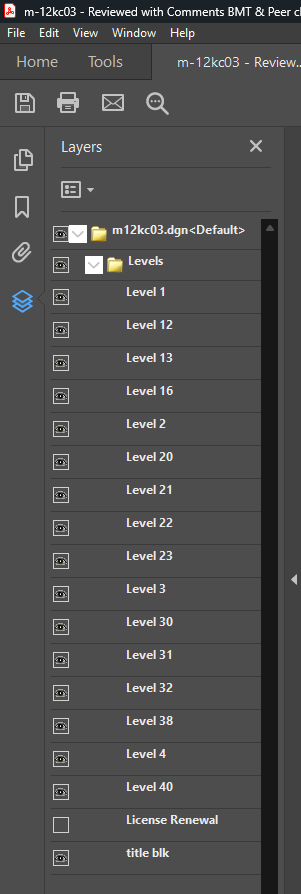 m-12kc03 - Reviewed with Comments BMT & Peer c
File Edit View Window Help
Home Tools m-12kc03 - Review...
Layers
m12kc03.dgn<Default>
Levels
Level 1
Level 12
Level 13
Level 16
Level 2
Level 20
Level 21
Level 22
Level 23
Level 3
Level 30
Level 31
Level 32
Level 38
Level 4
Level 40
License Renewal
title blk